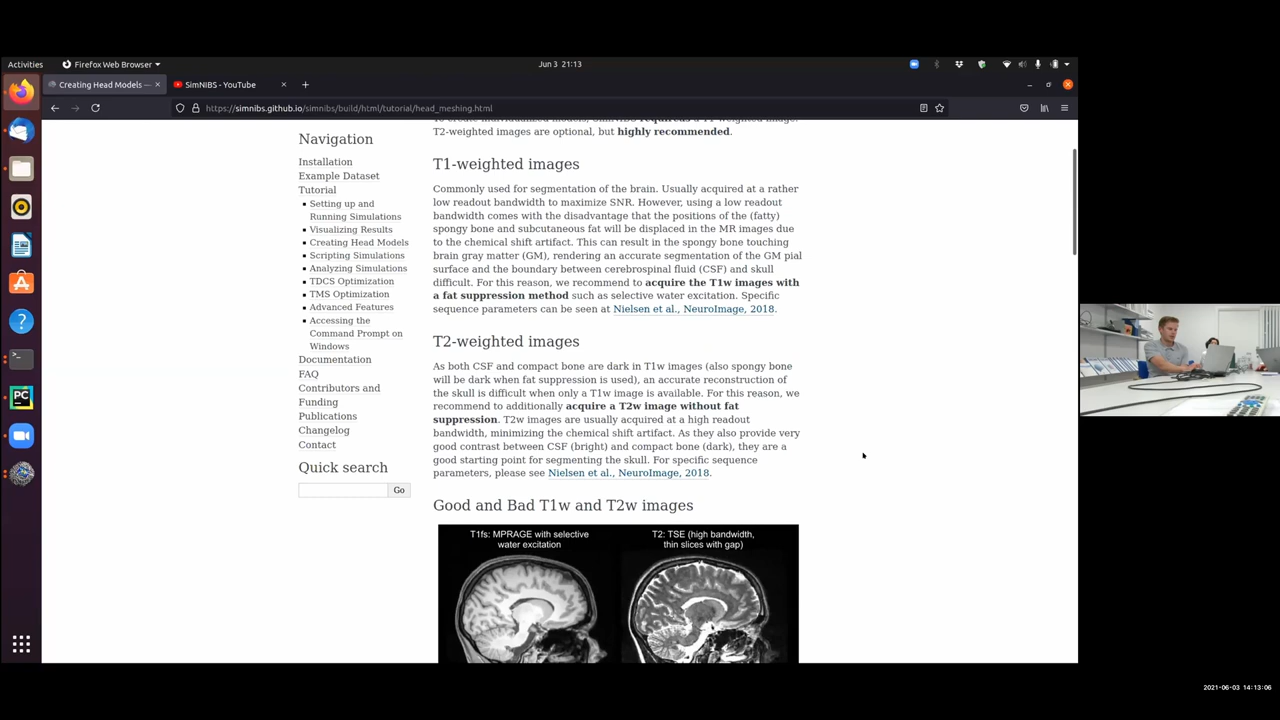 Activities
Firefox Web Browser
Jun 3 21:13
Creating Head Models —
SimNIBS - YouTube
https://simnibs.github.io/simnibs/build/html/tutorial/head_meshing.html
Navigation
Installation
Example Dataset
Tutorial
Setting up and
Running Simulations
Visualizing Results
Creating Head Models
Scripting Simulations
Analyzing Simulations
TDCS Optimization
TMS Optimization
Advanced Features
Accessing the
Command Prompt on
Windows
Documentation
FAQ
Contributors and
Funding
Publications
Changelog
Contact
Quick search
Go
To create individualized models, SimNIBS requires a T1-weighted image.
T2-weighted images are optional, but highly recommended.
T1-weighted images
Commonly used for segmentation of the brain. Usually acquired at a rather
low readout bandwidth to maximize SNR. However, using a low readout
bandwidth comes with the disadvantage that the positions of the (fatty)
spongy bone and subcutaneous fat will be displaced in the MR images due
to the chemical shift artifact. This can result in the spongy bone touching
brain gray matter (GM), rendering an accurate segmentation of the GM pial
surface and the boundary between cerebrospinal fluid (CSF) and skull
difficult. For this reason, we recommend to acquire the T1w images with
a fat suppression method such as selective water excitation. Specific
sequence parameters can be seen at Nielsen et al., NeuroImage, 2018.
T2-weighted images
As both CSF and compact bone are dark in T1w images (also spongy bone
will be dark when fat suppression is used), an accurate reconstruction of
the skull is difficult when only a T1w image is available. For this reason, we
recommend to additionally acquire a T2w image without fat
suppression. T2w images are usually acquired at a high readout
bandwidth, minimizing the chemical shift artifact. As they also provide very
good contrast between CSF (bright) and compact bone (dark), they are a
good starting point for segmenting the skull. For specific sequence
parameters, please see Nielsen et al., NeuroImage, 2018.
Good and Bad T1w and T2w images
T1fs: MPRAGE with selective
water excitation
T2: TSE (high bandwidth,
thin slices with gap)
PC
2021-06-03 14:13:06